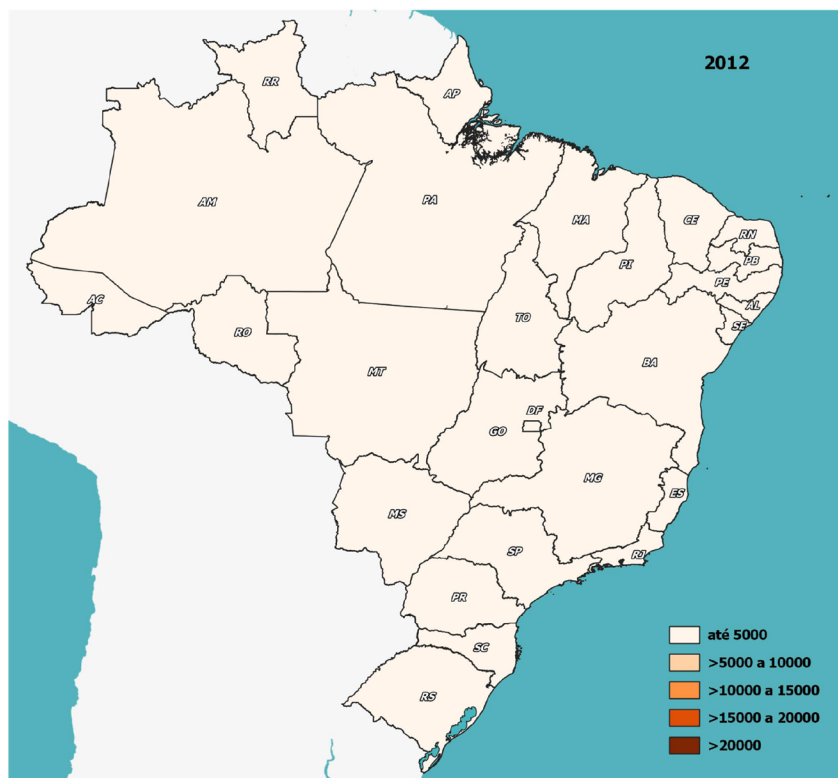 2012
RR
AP
AM
PA
MA
CE
RN
PB
PI
PE
AL
SE
AC
RO
TO
BA
MT
DF
GO
MG
ES
MS
SP
RJ
PR
SC
RS
até 5000
>5000 a 10000
>10000 a 15000
>15000 a 20000
>20000